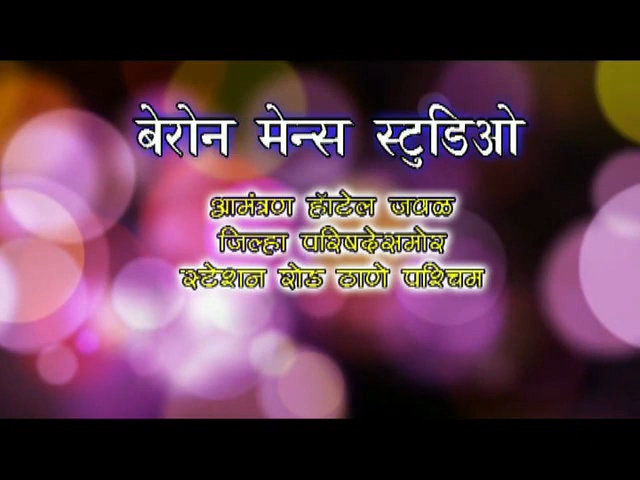 बेरोन मेन्स स्टुडिओ
आमंत्रण हॉटेल जवळ
जिल्हा परिषदेसमोर
स्टेशन रोड ठाणे पश्चिम